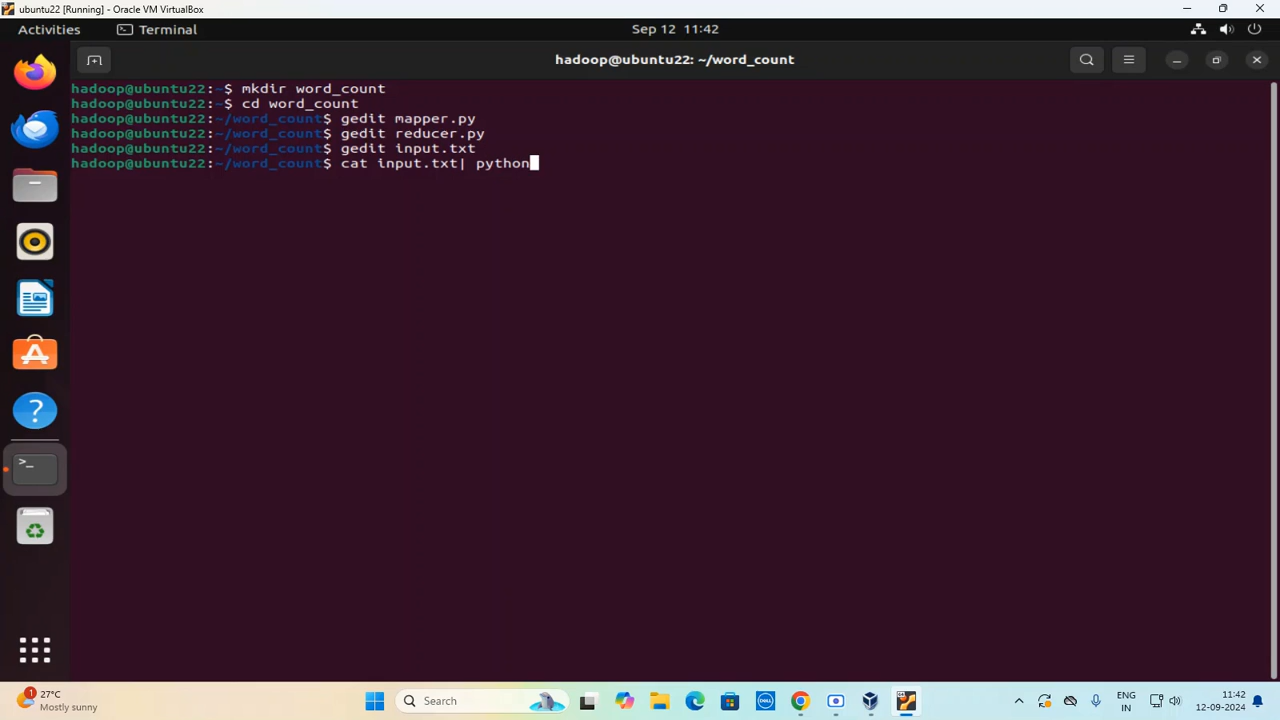 ubuntu22 [Running] - Oracle VM VirtualBox
Activities Terminal Sep 12 11:42
hadoop@ubuntu22: ~/word_count
hadoop@ubuntu22:~$ mkdir word_count
hadoop@ubuntu22:~$ cd word_count
hadoop@ubuntu22:~/word_count$ gedit mapper.py
hadoop@ubuntu22:~/word_count$ gedit reducer.py
hadoop@ubuntu22:~/word_count$ gedit input.txt
hadoop@ubuntu22:~/word_count$ cat input.txt| python
1 27°C
Mostly sunny
Search
ENG
IN
11:42
12-09-2024